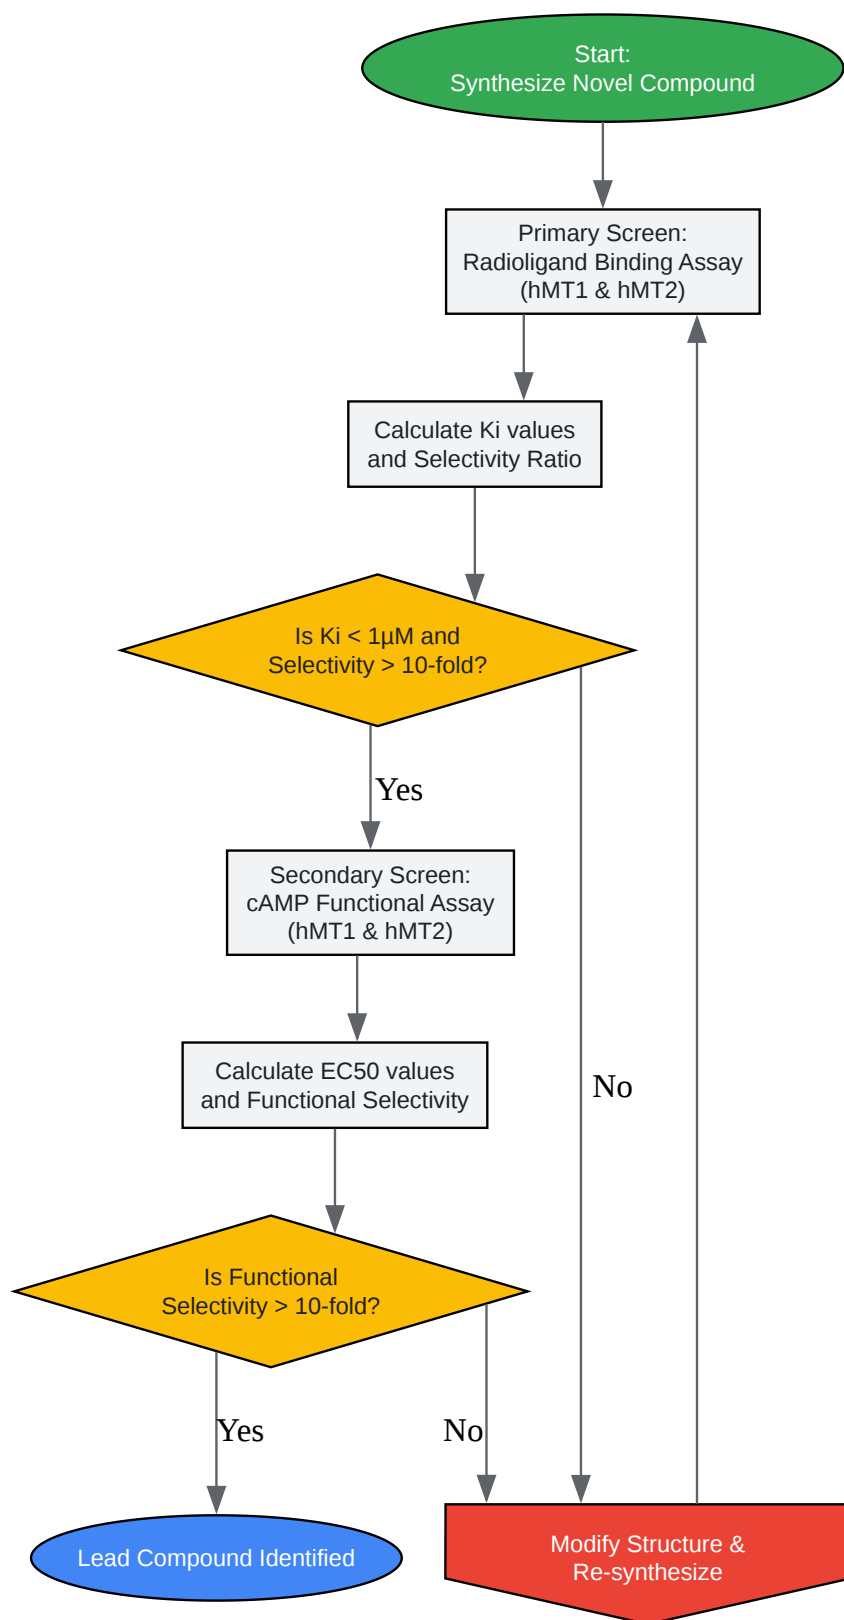 Start:
Synthesize Novel Compound
Primary Screen:
Radioligand Binding Assay
(hMT1 & hMT2)
Calculate Ki values
and Selectivity Ratio
Is Ki < 1µM and
Selectivity > 10-fold?
Yes
Secondary Screen:
cAMP Functional Assay
(hMT1 & hMT2)
Calculate EC50 values
and Functional Selectivity
No
Is Functional
Selectivity > 10-fold?
Yes
No
Lead Compound Identified
Modify Structure &
Re-synthesize